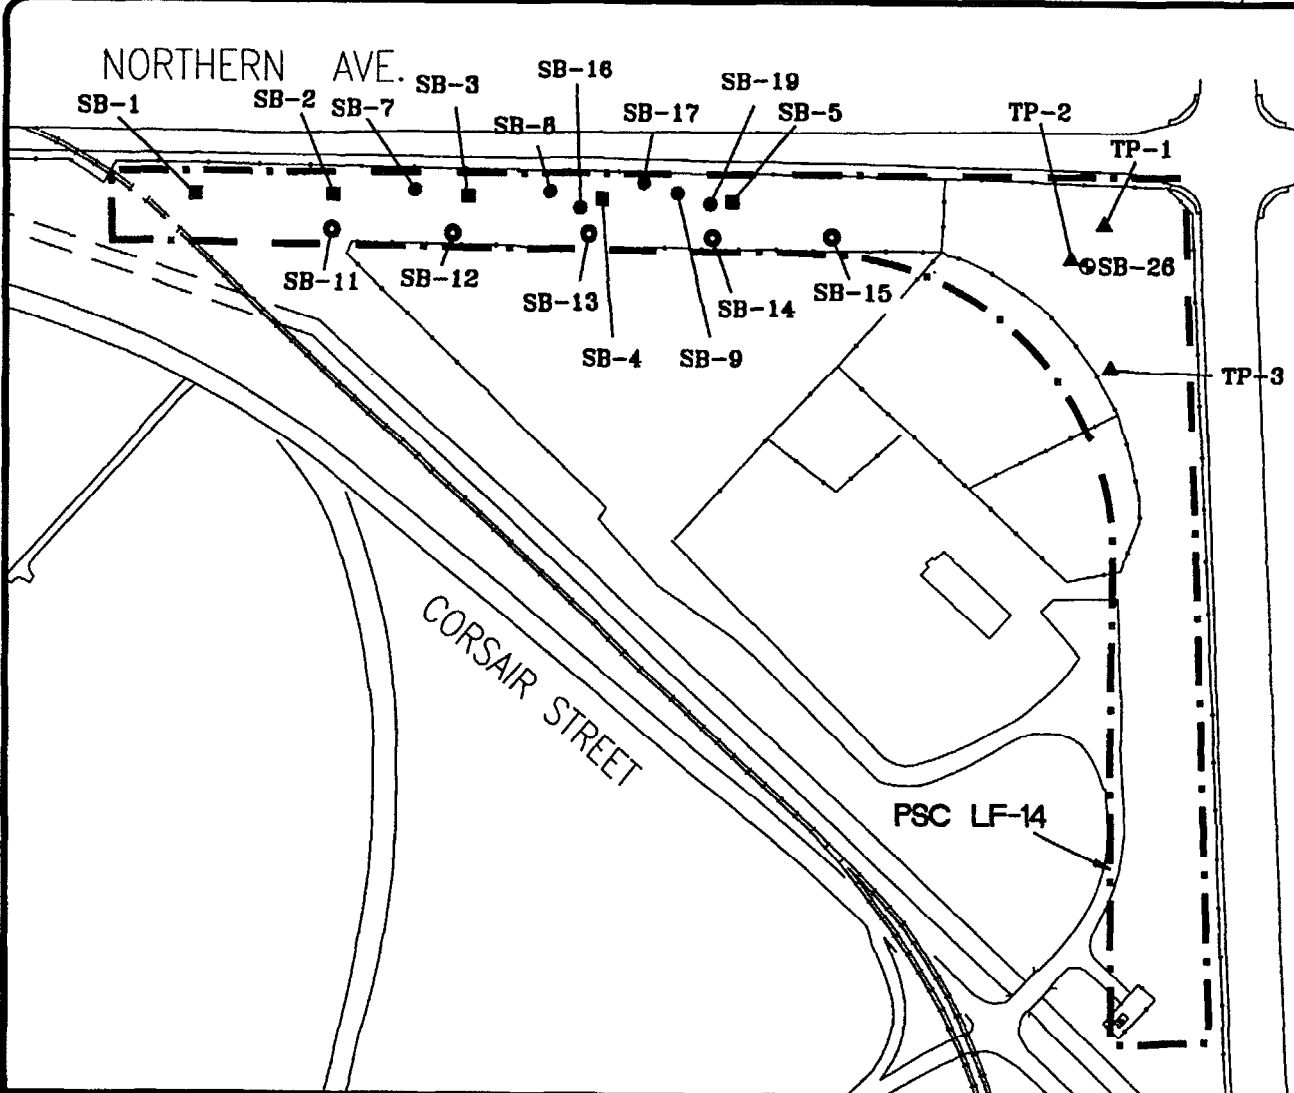 NORTHERN AVE.
SB-1
SB-2
SB-7
SB-3
SB-16
SB-6
SB-17
SB-19
SB-5
TP-2
TP-1
SB-26
SB-11
SB-12
SB-13
SB-14
SB-15
SB-4
SB-9
TP-3
CORSAIR STREET
PSC LF-14